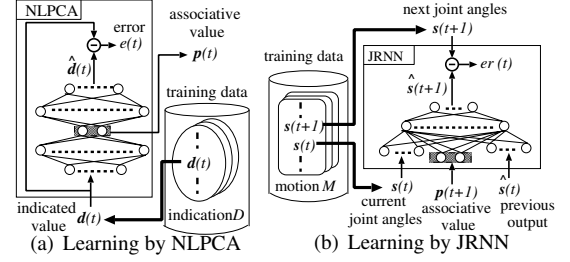 NLPCA
error
e(t)
d̂(t)
associative
value
p(t)
training data
d(t)
indication D
indicated
value
d(t)
(a) Learning by NLPCA
next joint angles
s(t+1)
training data
JRNN
er (t)
ŝ(t+1)
s(t+1)
s(t)
motion M
s(t)
current
joint angles
p(t+1)
associative
value
ŝ(t)
previous
output
(b) Learning by JRNN